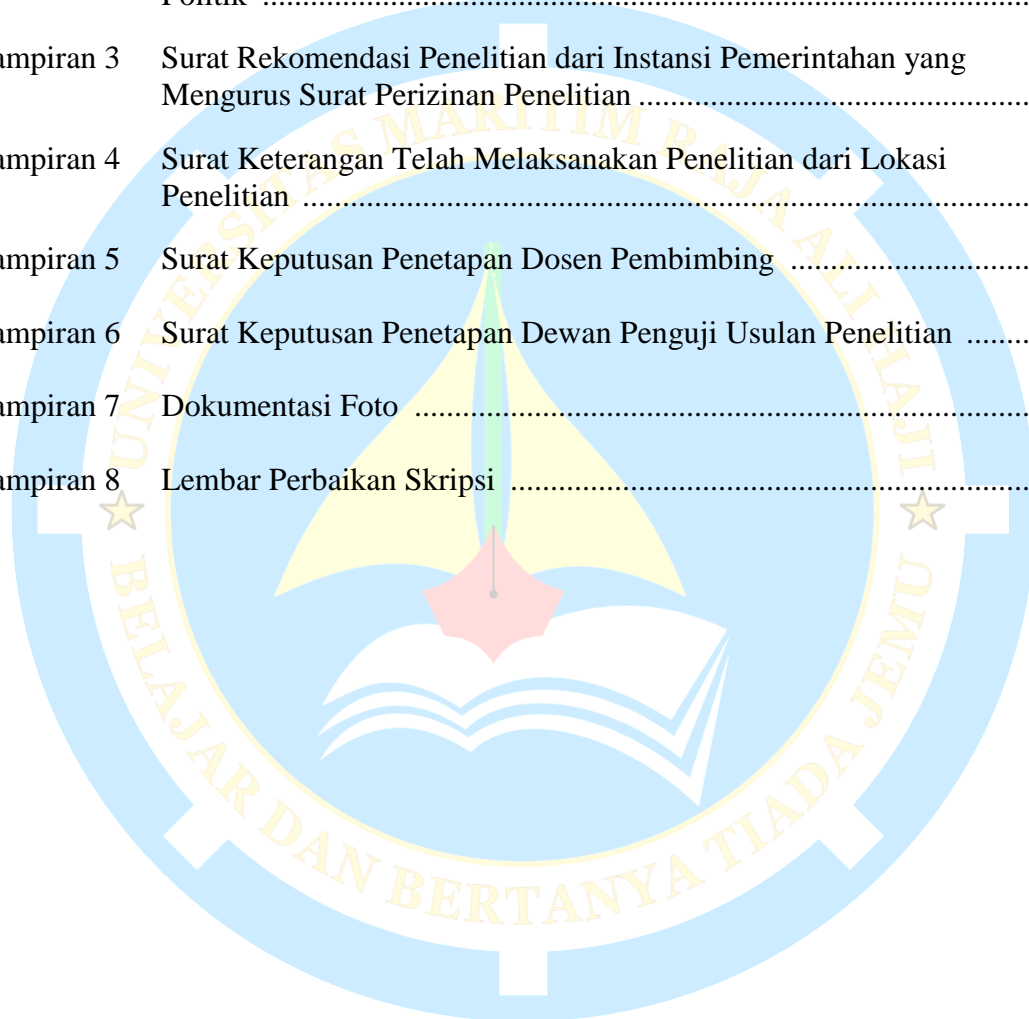 Politik ....................................................................................................
ampiran 3 Surat Rekomendasi Penelitian dari Instansi Pemerintahan yang
Mengurus Surat Perizinan Penelitian ..................................................
ampiran 4 Surat Keterangan Telah Melaksanakan Penelitian dari Lokasi
Penelitian .............................................................................................
ampiran 5 Surat Keputusan Penetapan Dosen Pembimbing ..............................
ampiran 6 Surat Keputusan Penetapan Dewan Penguji Usulan Penelitian ........
ampiran 7 Dokumentasi Foto ..............................................................................
ampiran 8 Lembar Perbaikan Skripsi ..................................................................
UNIVERSITAS MARITIM RAJA ALI HAJI
BELAJAR DAN BERTANYA TIADA JEMU